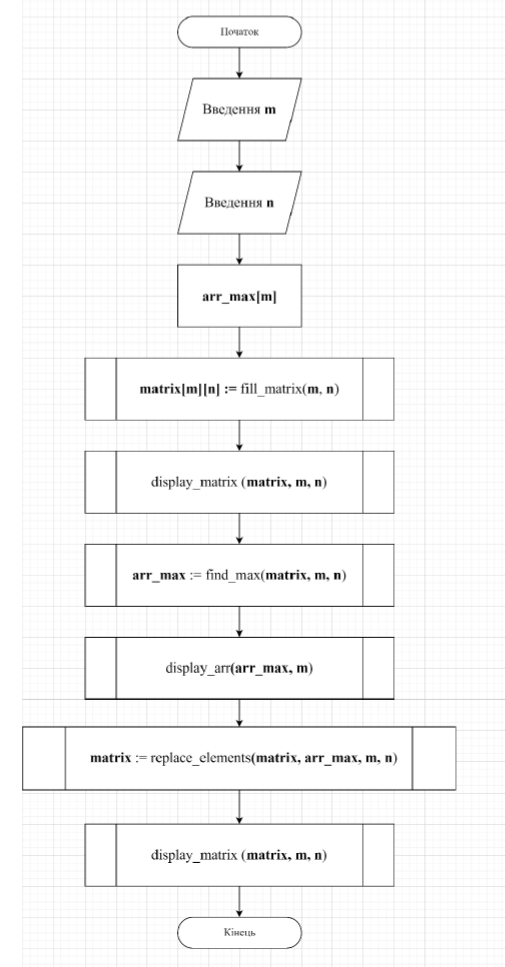 Початок
Введення m
Введення n
arr_max[m]
matrix[m][n] := fill_matrix(m, n)
display_matrix (matrix, m, n)
arr_max := find_max(matrix, m, n)
display_arr(arr_max, m)
matrix := replace_elements(matrix, arr_max, m, n)
display_matrix (matrix, m, n)
Кінець